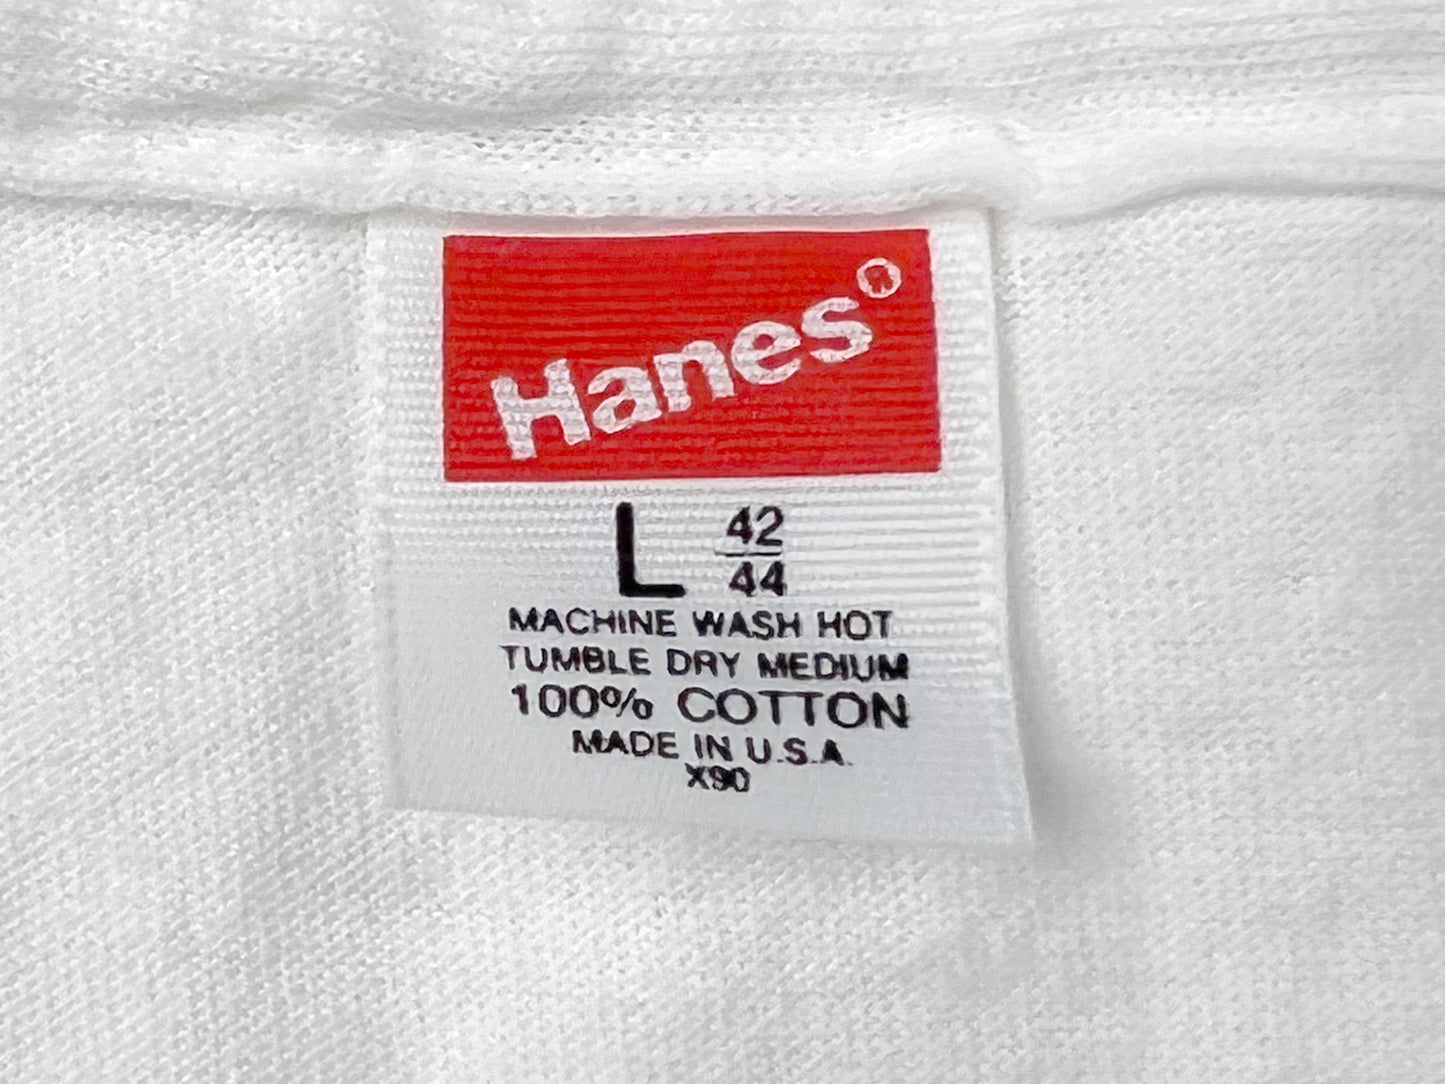 Hanes®
L 42/44
MACHINE WASH HOT
TUMBLE DRY MEDIUM
100% COTTON
MADE IN U.S.A.
X90